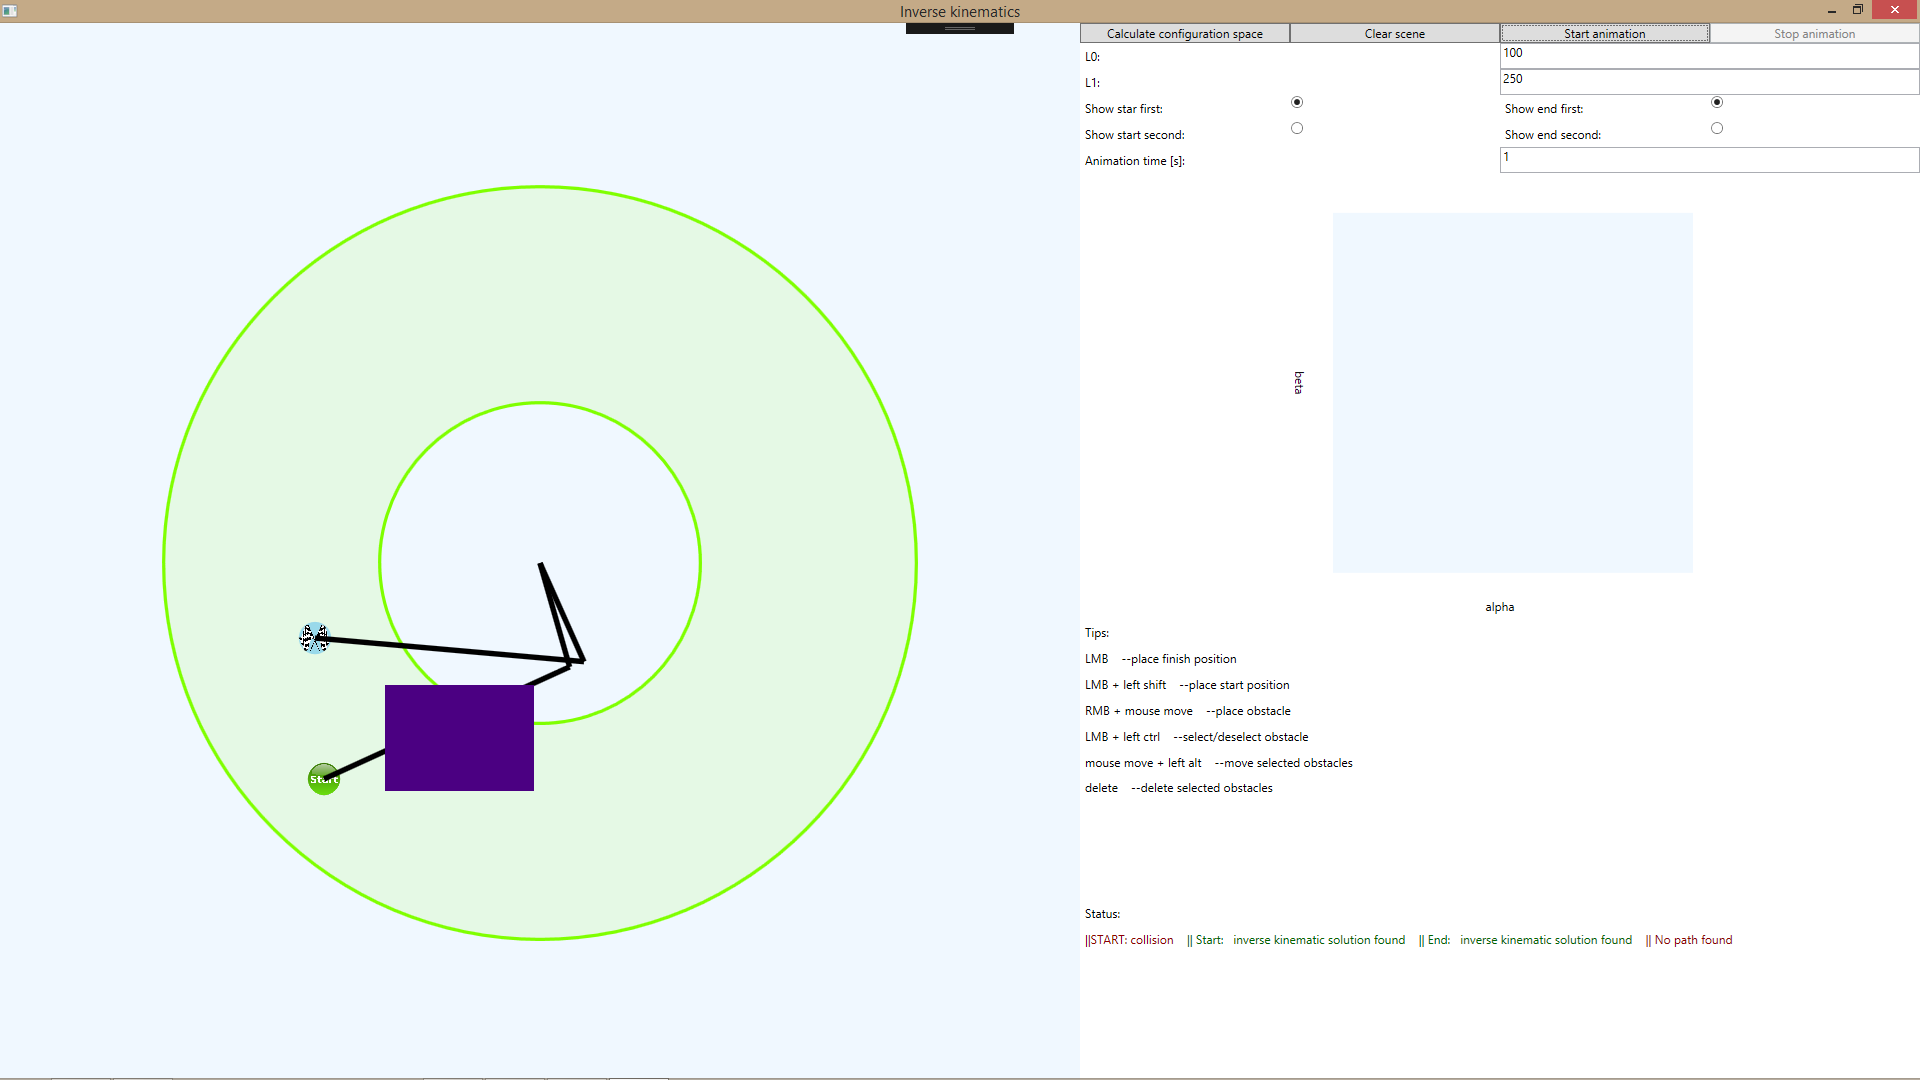 Inverse kinematics
Calculate configuration space Clear scene Start animation Stop animation
L0: 100
L1: 250
Show star first: Show end first:
Show start second: Show end second:
Animation time [s]: 1
beta
alpha
Start
Tips:
LMB --place finish position
LMB + left shift --place start position
RMB + mouse move --place obstacle
LMB + left ctrl --select/deselect obstacle
mouse move + left alt --move selected obstacles
delete --delete selected obstacles
Status:
||START: collision || Start: inverse kinematic solution found || End: inverse kinematic solution found || No path found